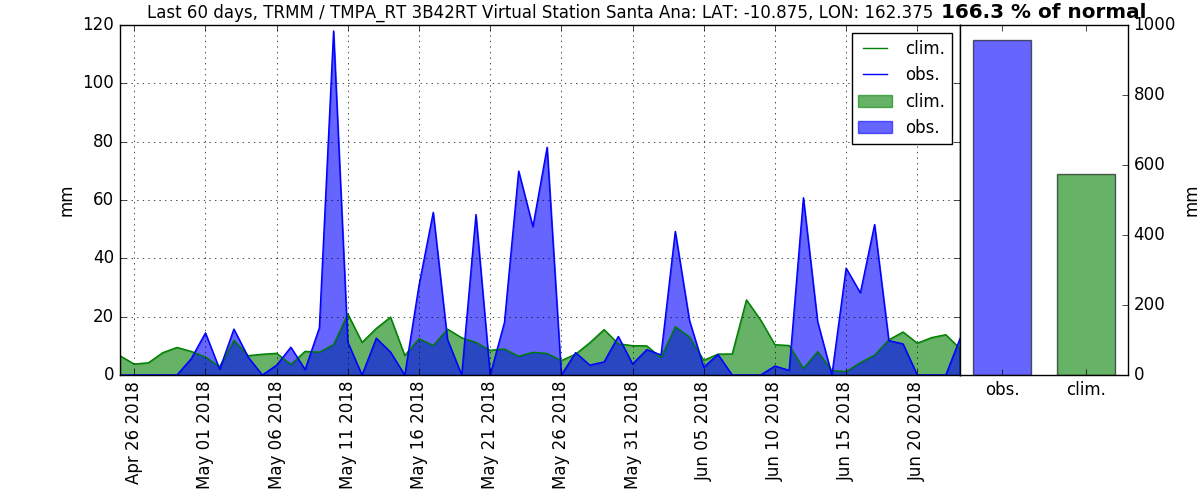 Last 60 days, TRMM / TMPA_RT 3B42RT Virtual Station Santa Ana: LAT: -10.875, LON: 162.375 166.3 % of normal
120
100
80
60
40
20
0
mm
clim.
obs.
clim.
obs.
1000
800
600
400
200
0
mm
obs.
clim.
Apr 26 2018
May 01 2018
May 06 2018
May 11 2018
May 16 2018
May 21 2018
May 26 2018
May 31 2018
Jun 05 2018
Jun 10 2018
Jun 15 2018
Jun 20 2018